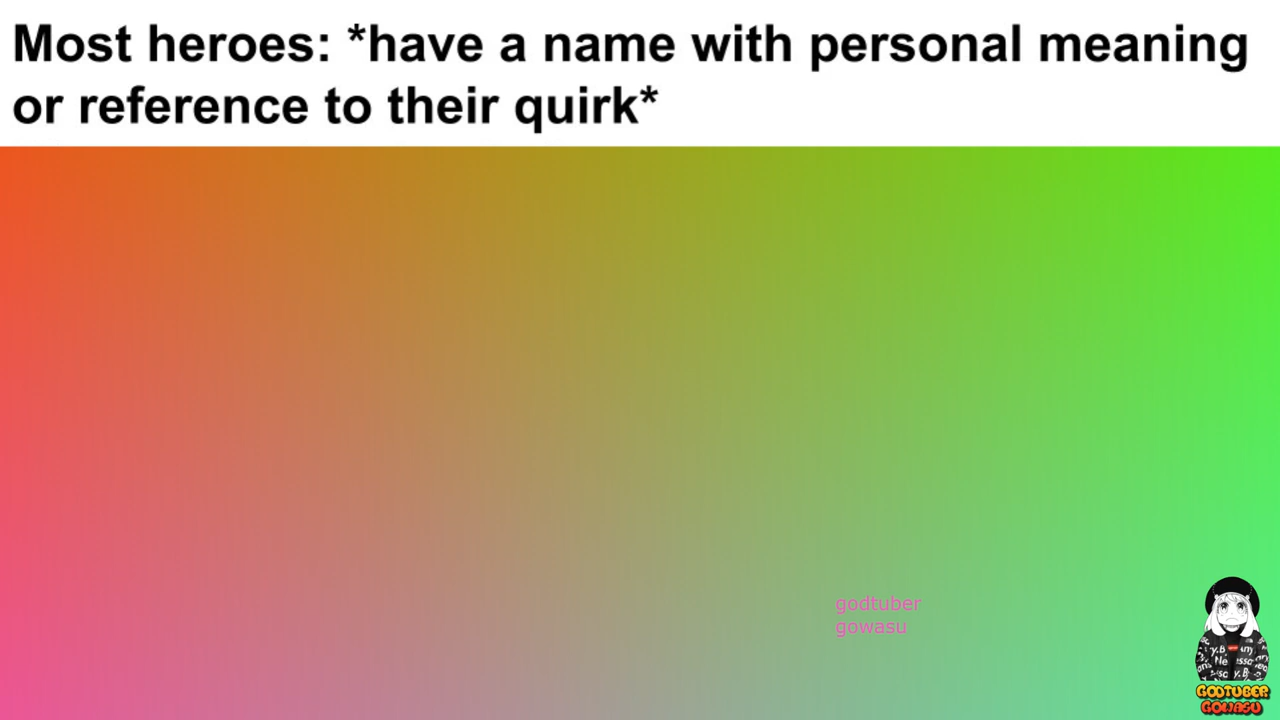 Most heroes: *have a name with personal meaning
or reference to their quirk*
godtuber
gowasu
GODTUBER
GOWASU